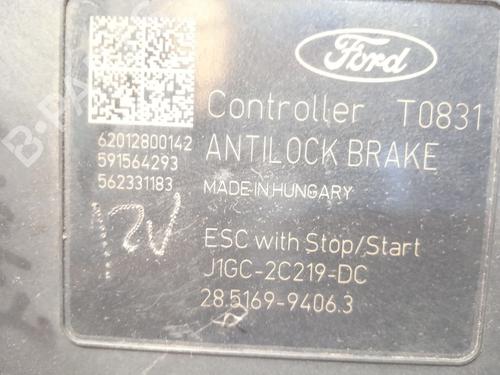 Ford
Controller T0831
62012800142
591564293
562331183
ANTILOCK BRAKE
MADE IN HUNGARY
12V
ESC with Stop/Start
J1GC-2C219-DC
28.5169-9406.3